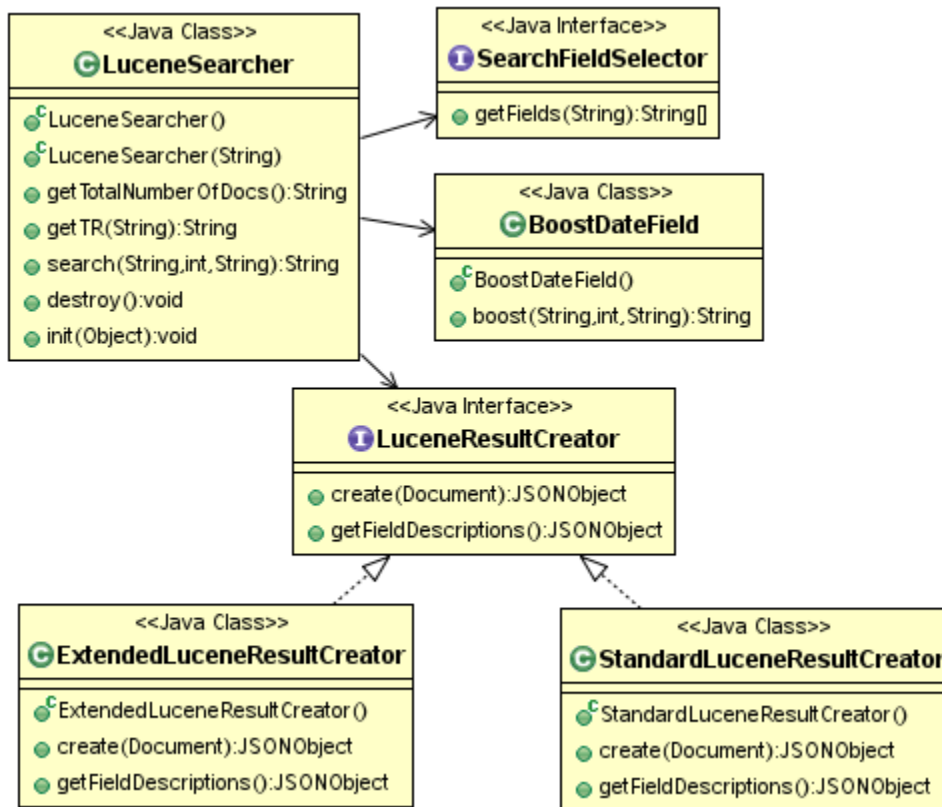 <<Java Class>>
LuceneSearcher
LuceneSearcher()
LuceneSearcher(String)
getTotalNumberOfDocs():String
getTR(String):String
search(String,int,String):String
destroy():void
init(Object):void
<<Java Interface>>
SearchFieldSelector
getFields(String):String[]
<<Java Class>>
BoostDateField
BoostDateField()
boost(String,int,String):String
<<Java Interface>>
LuceneResultCreator
create(Document):JSONObject
getFieldDescriptions():JSONObject
<<Java Class>>
ExtendedLuceneResultCreator
ExtendedLuceneResultCreator()
create(Document):JSONObject
getFieldDescriptions():JSONObject
<<Java Class>>
StandardLuceneResultCreator
StandardLuceneResultCreator()
create(Document):JSONObject
getFieldDescriptions():JSONObject